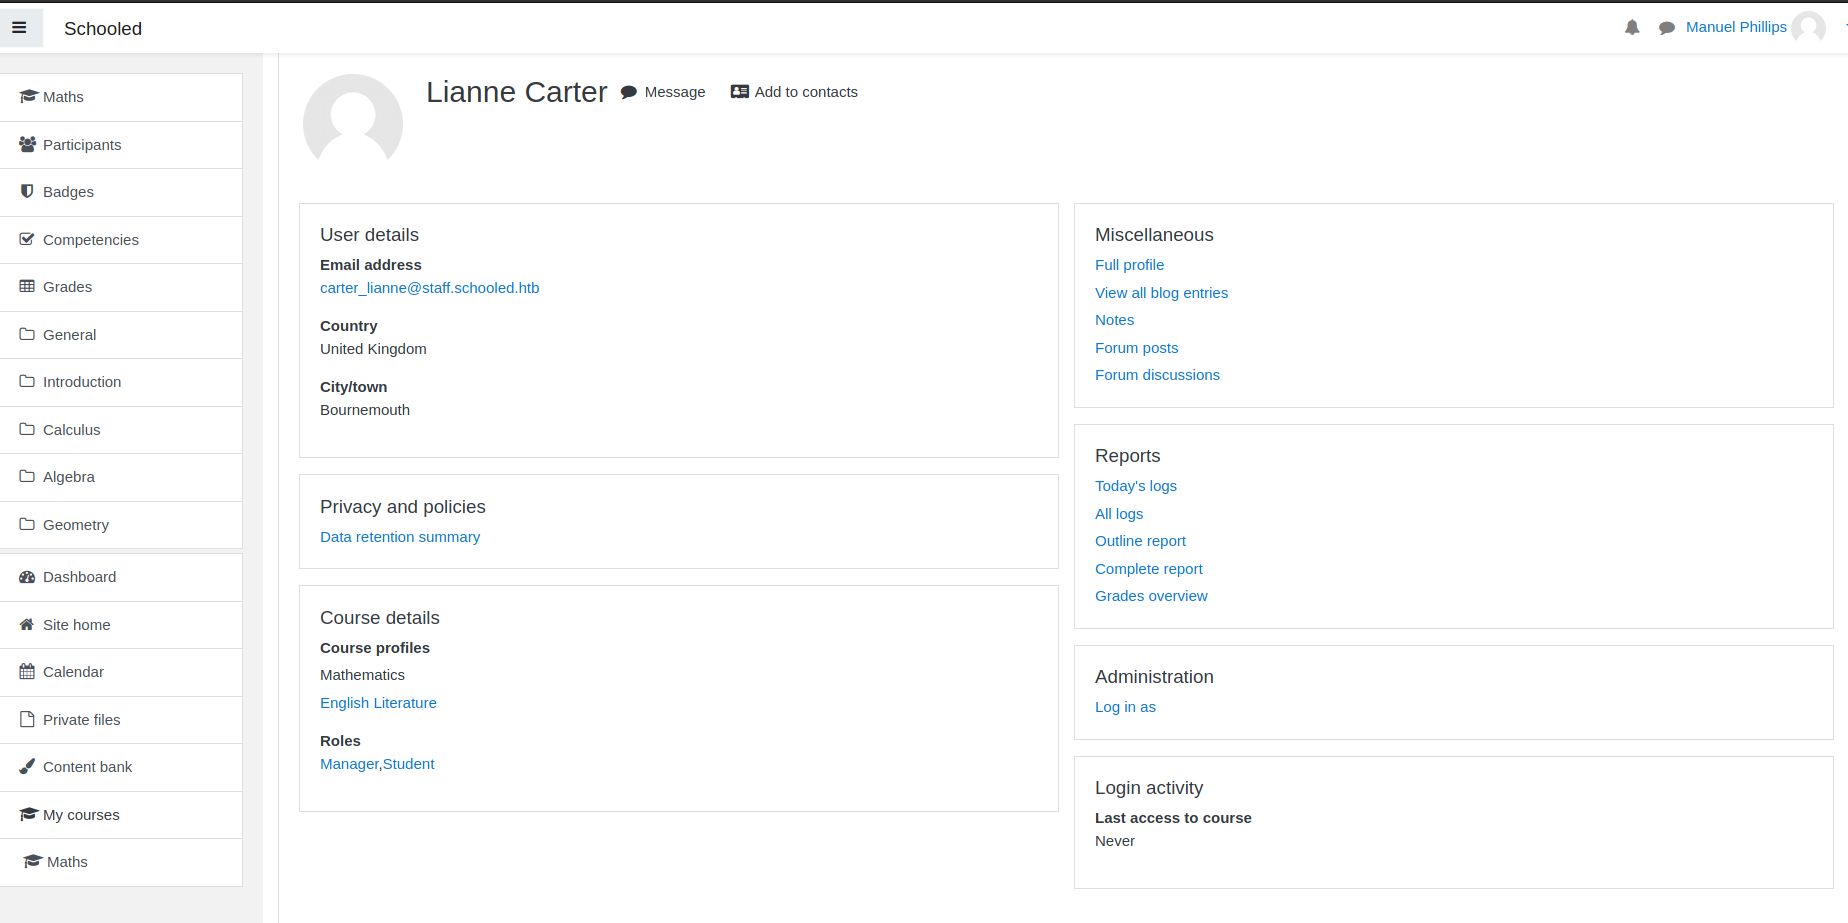 Schooled
Manuel Phillips
Maths
Participants
Badges
Competencies
Grades
General
Introduction
Calculus
Algebra
Geometry
Dashboard
Site home
Calendar
Private files
Content bank
My courses
Maths
Lianne Carter Message Add to contacts
User details
Email address
carter_lianne@staff.schooled.htb
Country
United Kingdom
City/town
Bournemouth
Privacy and policies
Data retention summary
Course details
Course profiles
Mathematics
English Literature
Roles
Manager,Student
Miscellaneous
Full profile
View all blog entries
Notes
Forum posts
Forum discussions
Reports
Today's logs
All logs
Outline report
Complete report
Grades overview
Administration
Log in as
Login activity
Last access to course
Never